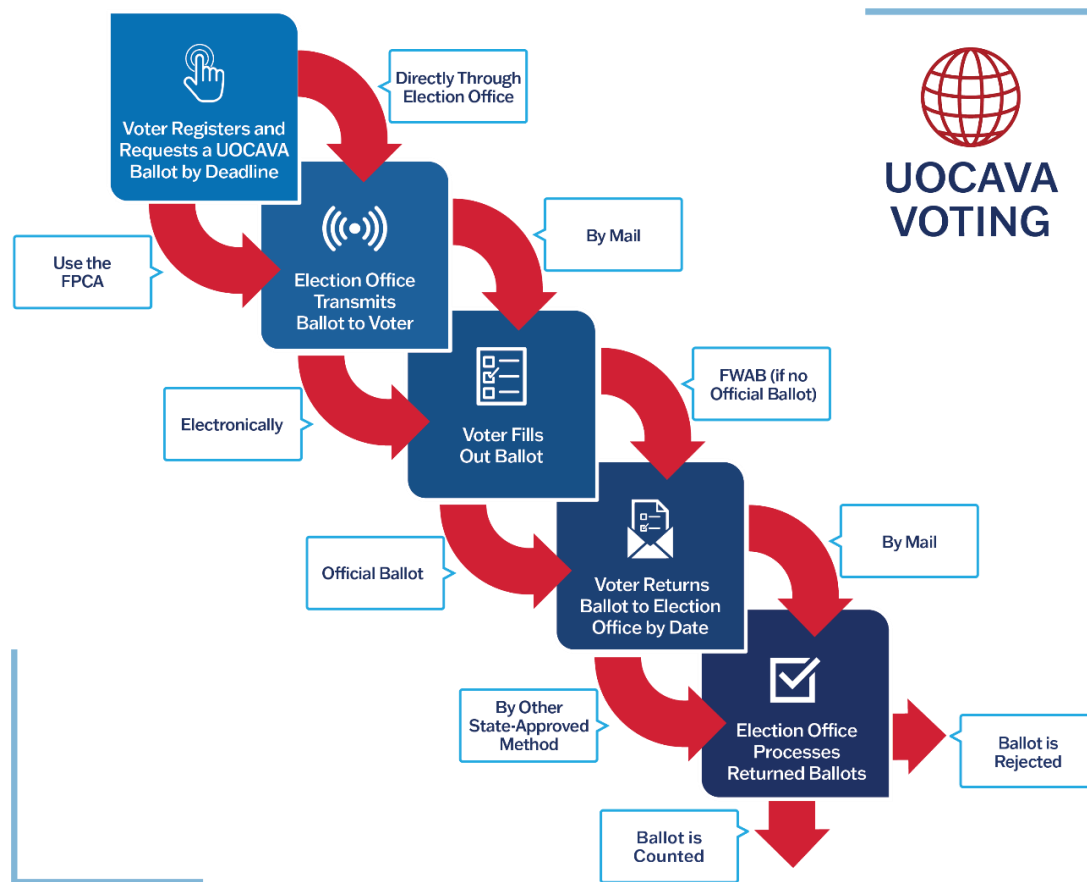 Voter Registers and
Requests a UOCAVA
Ballot by Deadline
Directly Through
Election Office
UOCAVA
VOTING
Use the
FPCA
Election Office
Transmits
Ballot to Voter
By Mail
Electronically
Voter Fills
Out Ballot
FWAB (if no
Official Ballot)
Official Ballot
Voter Returns
Ballot to Election
Office by Date
By Mail
By Other
State-Approved
Method
Election Office
Processes
Returned Ballots
Ballot is
Rejected
Ballot is
Counted